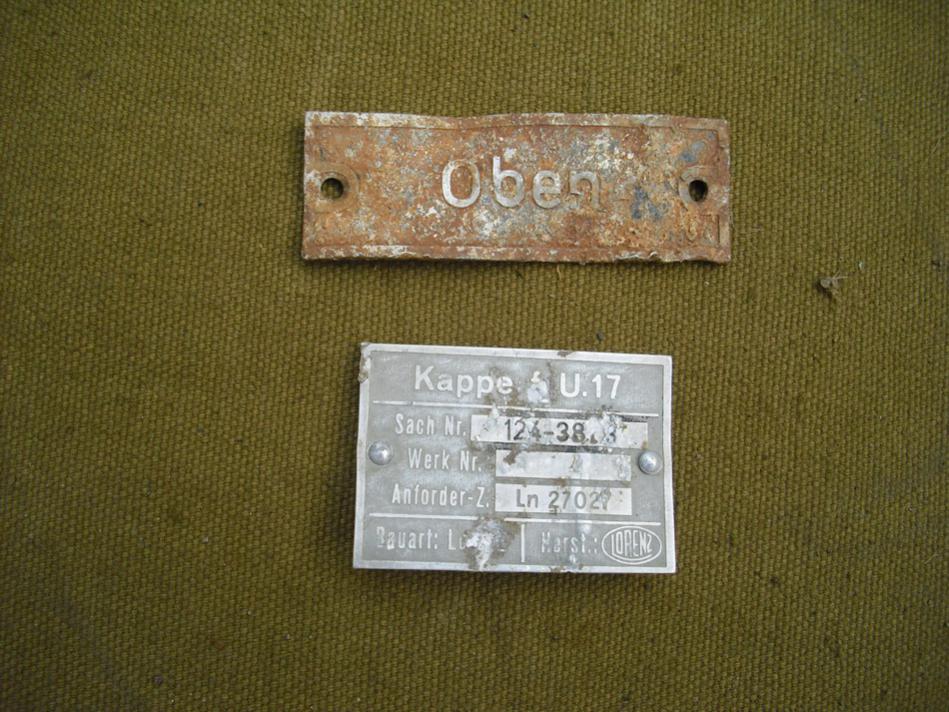 Oben
Kappe U.17
Sach Nr.
Werk Nr.
Anforder-Z. Ln 27027
Bauart: Herst.: LORENZ